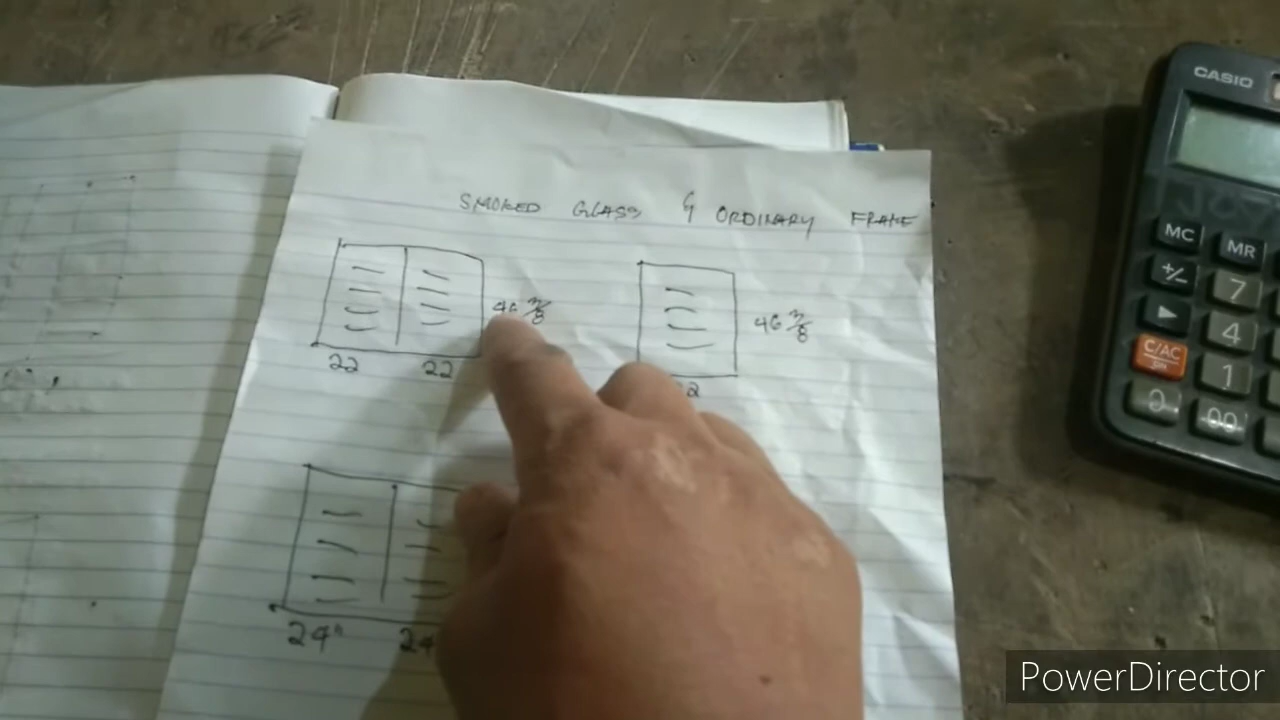 SMOKED GLASS & ORDINARY FRAME
46 3/8
46 3/8
22 22
24" 24
CASIO
MC MR
+/- 7
▶ 4
C/AC 1
0 00
PowerDirector